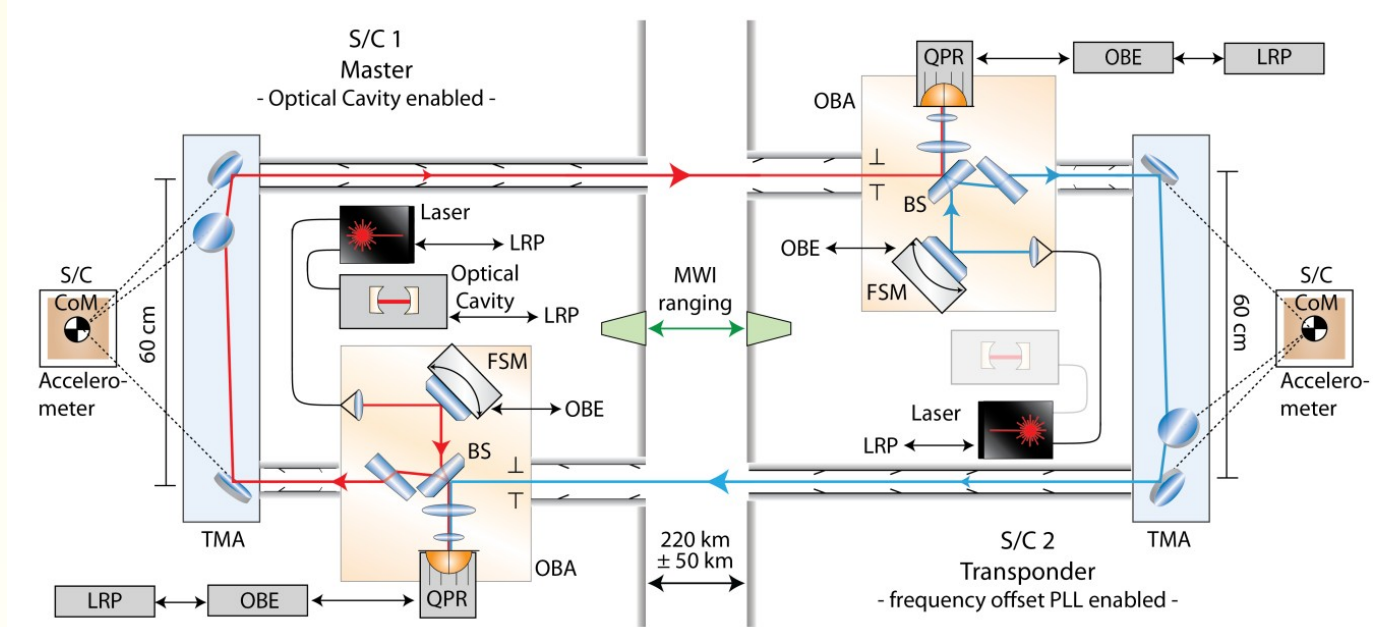 S/C 1
Master
- Optical Cavity enabled -
QPR
OBE
LRP
OBA
BS
OBE
FSM
Laser
LRP
Optical
Cavity
LRP
MWI
ranging
S/C
CoM
60 cm
Accelero-
meter
S/C
CoM
60 cm
Accelero-
meter
FSM
OBE
BS
Laser
LRP
TMA
OBA
220 km
± 50 km
S/C 2
Transponder
- frequency offset PLL enabled -
TMA
LRP
OBE
QPR